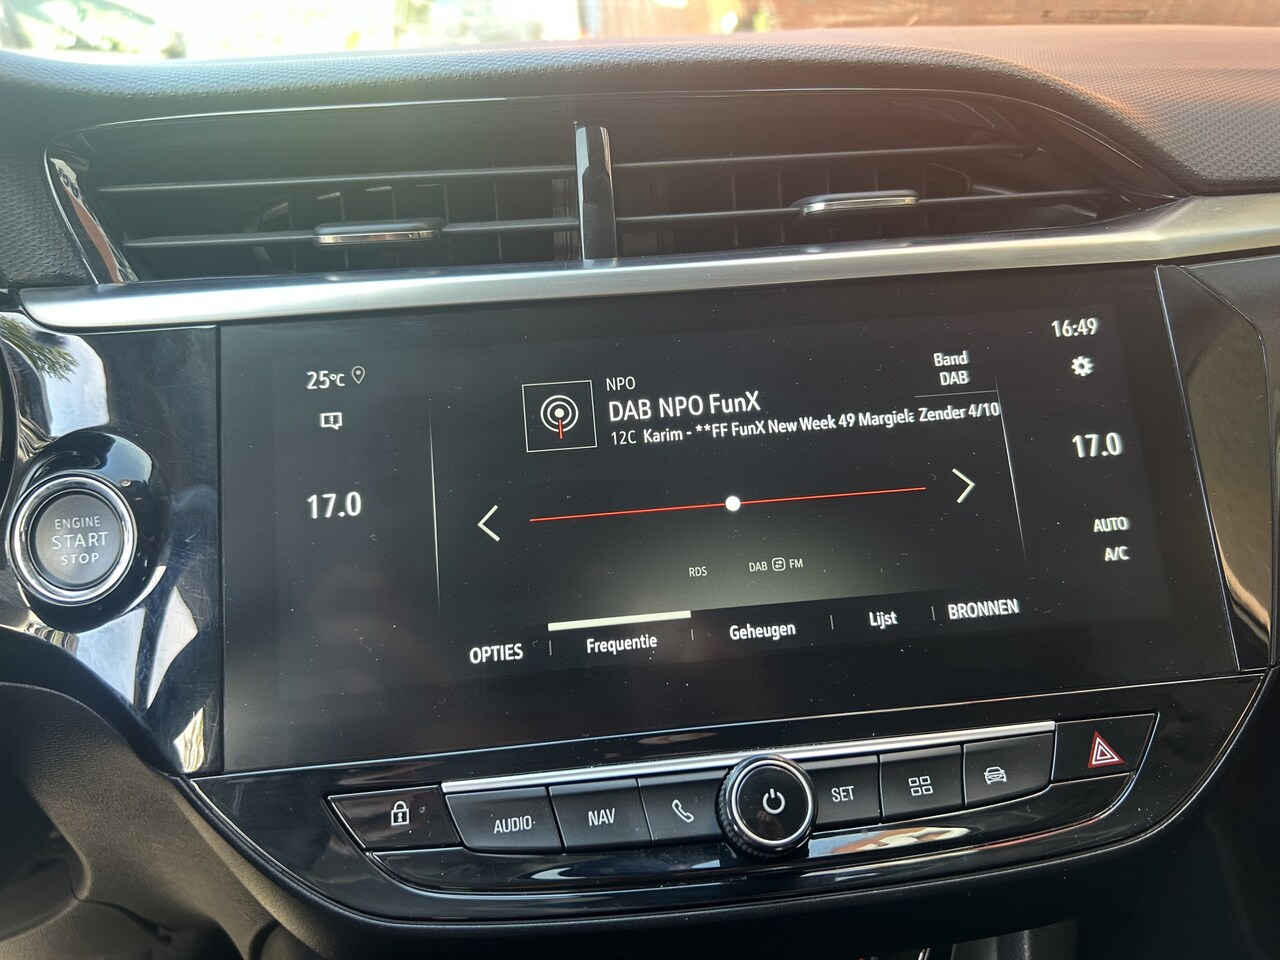 16:49
25°C
NPO
Band
DAB
DAB NPO FunX
12C Karim - **FF FunX New Week 49 Margiela Zender 4/10
17.0
17.0
ENGINE
START
STOP
AUTO
A/C
RDS
DAB FM
OPTIES
Frequentie
Geheugen
Lijst
BRONNEN
AUDIO
NAV
SET